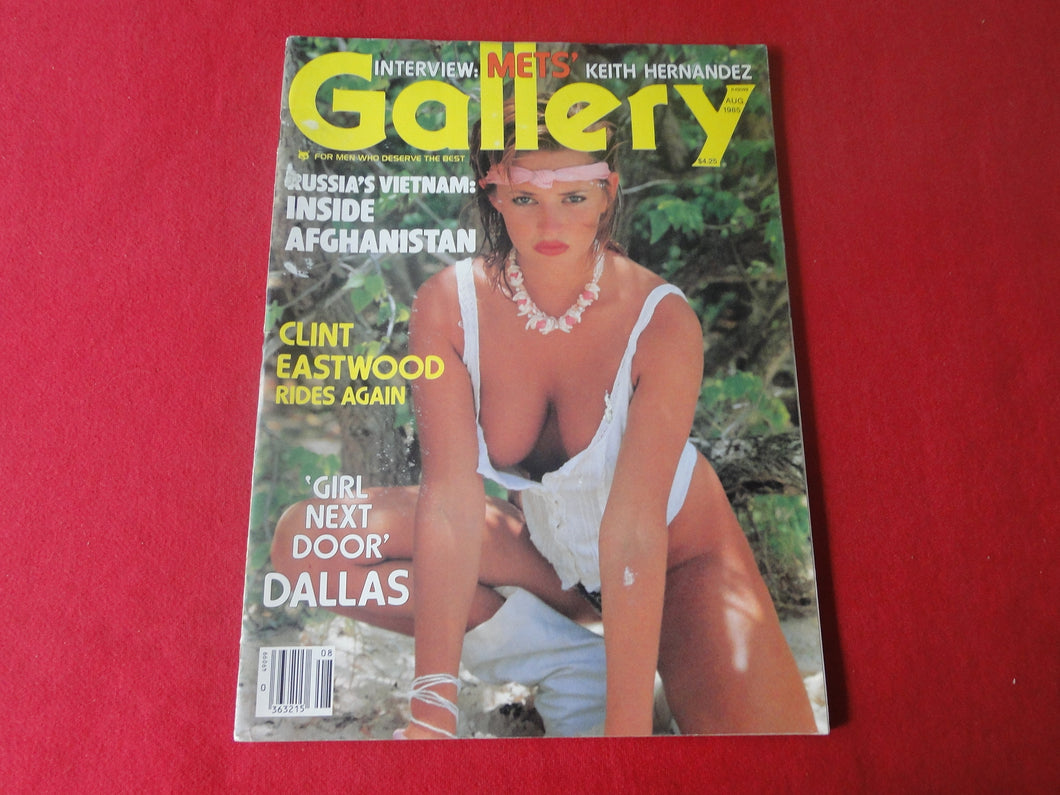 INTERVIEW: METS' KEITH HERNANDEZ
Gallery
AUG
1985
$4.25
FOR MEN WHO DESERVE THE BEST
RUSSIA'S VIETNAM:
INSIDE
AFGHANISTAN
CLINT
EASTWOOD
RIDES AGAIN
'GIRL
NEXT
DOOR'
DALLAS
08
49099
0
363215